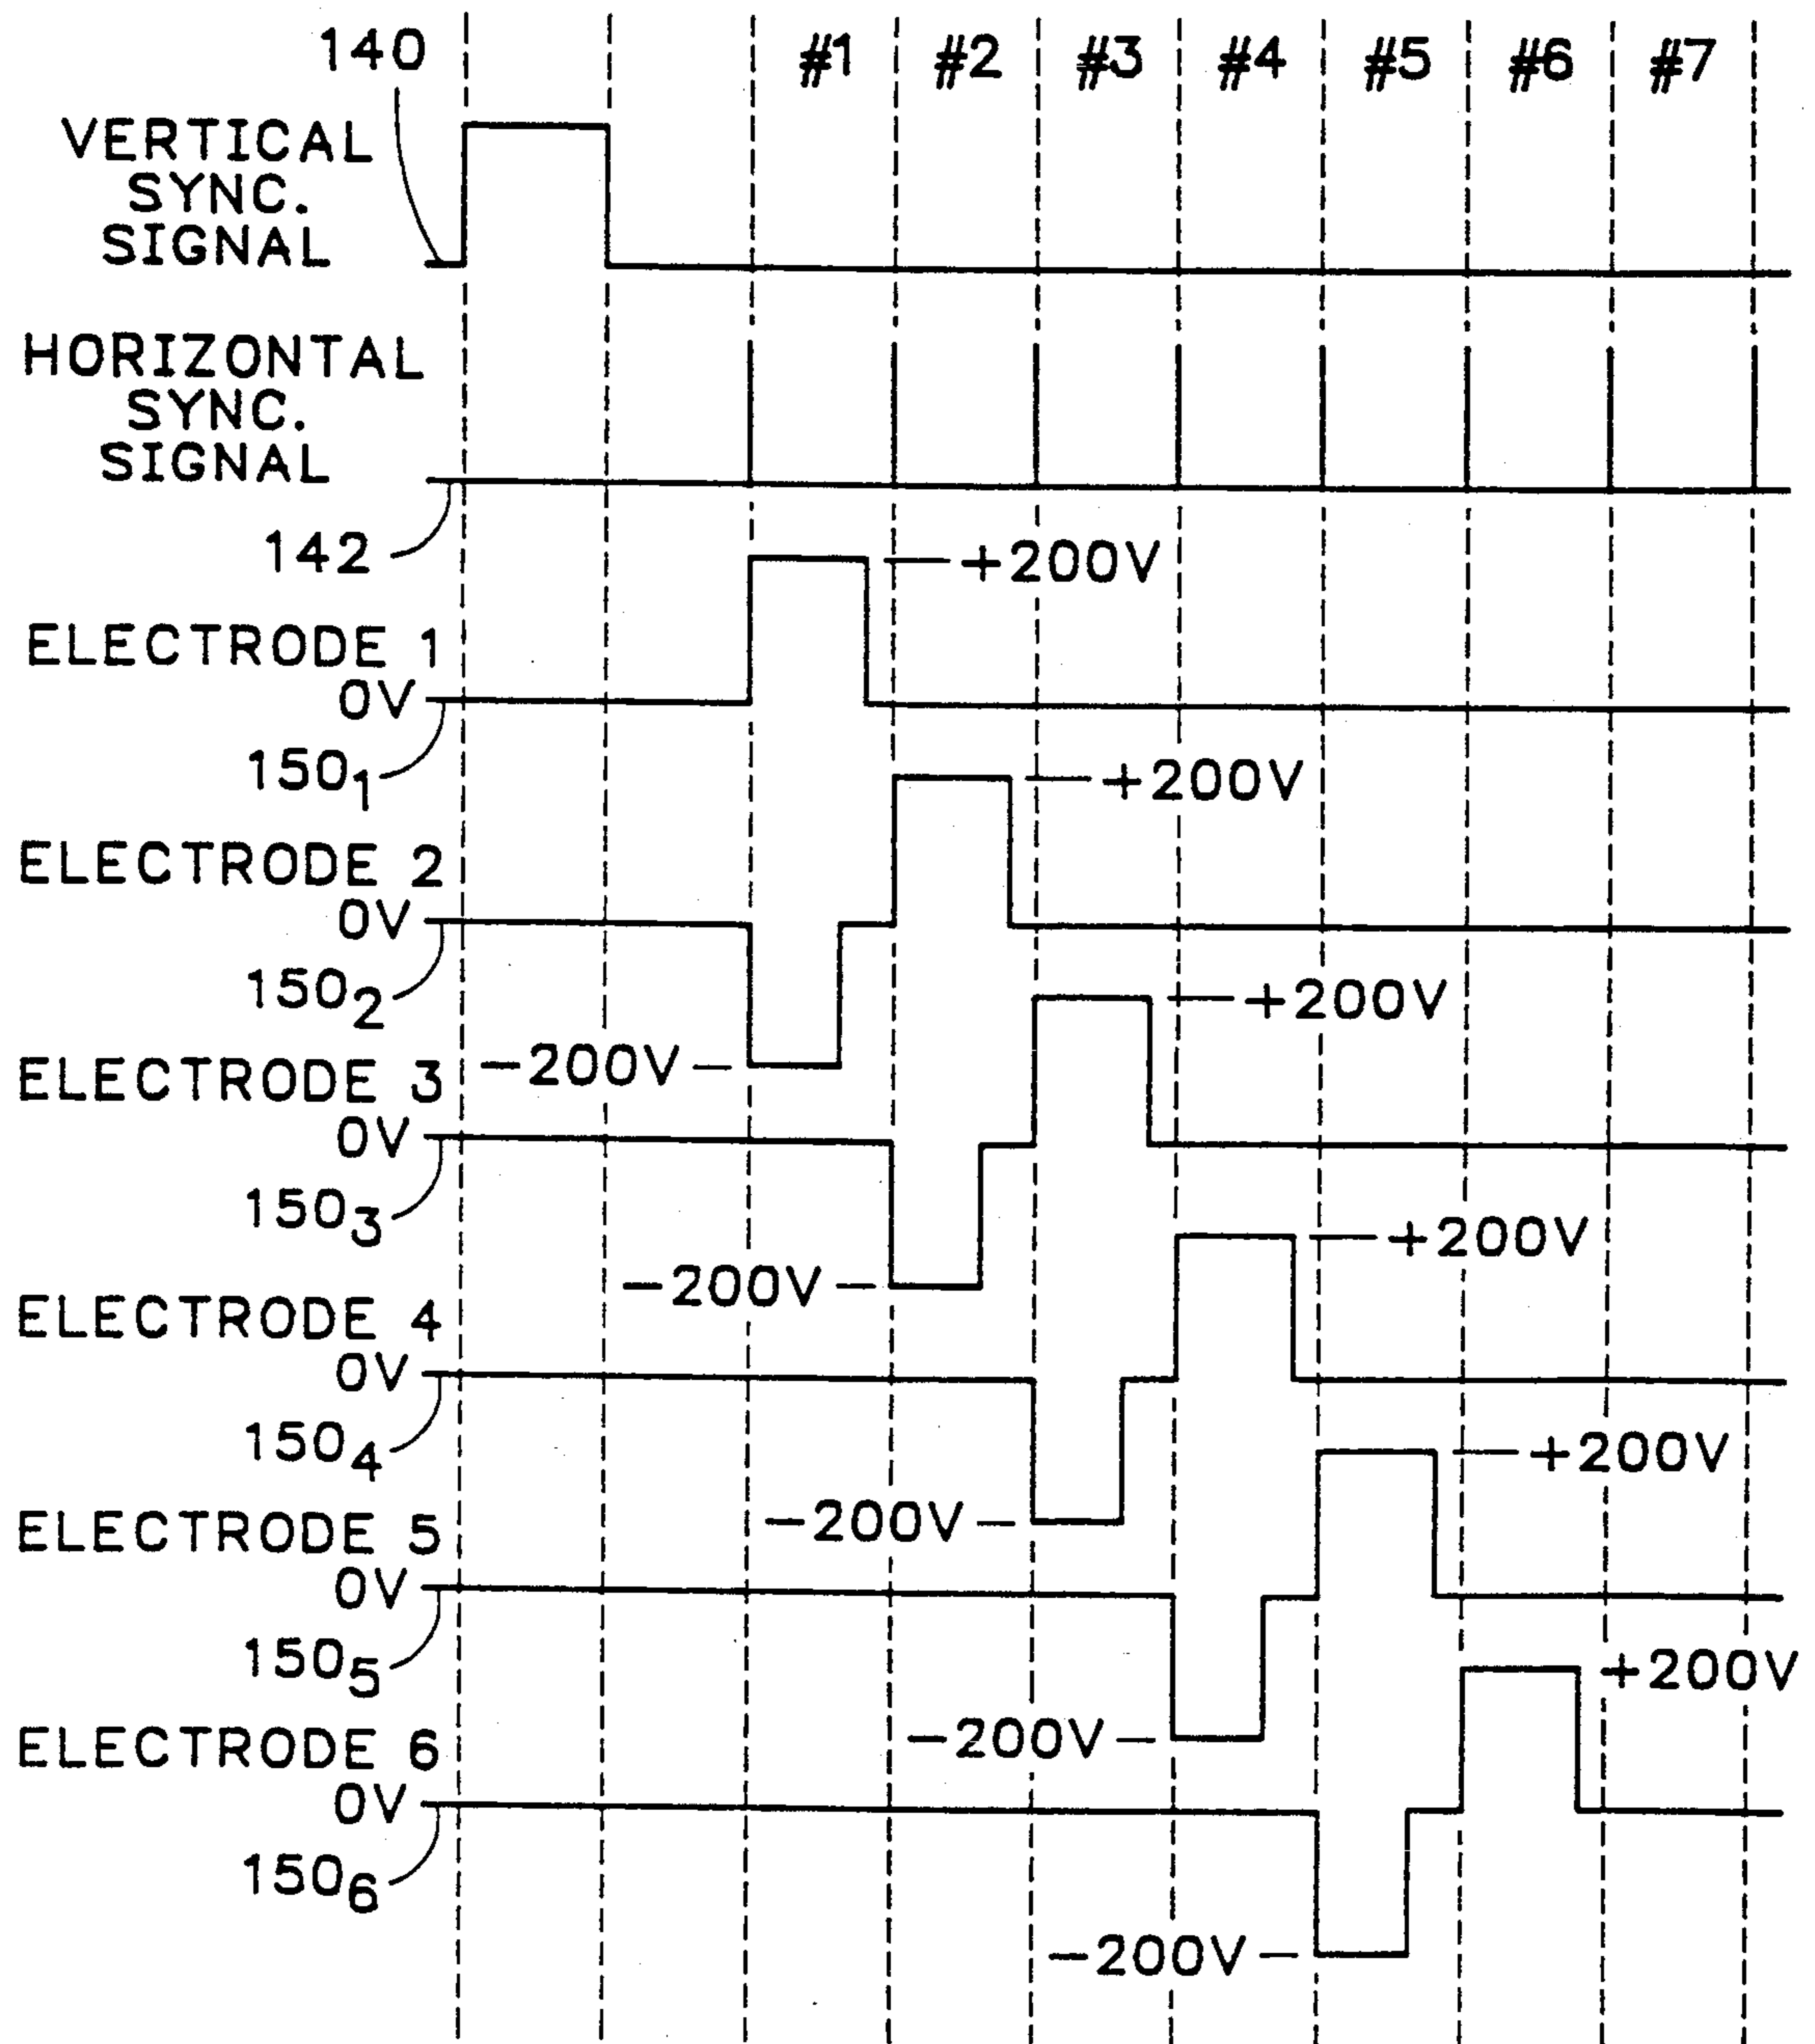 140
#1 #2 #3 #4 #5 #6 #7
VERTICAL
SYNC.
SIGNAL
HORIZONTAL
SYNC.
SIGNAL
142
+200V
ELECTRODE 1
0V
150₁
+200V
ELECTRODE 2
0V
150₂
+200V
-200V
ELECTRODE 3
0V
150₃
+200V
-200V
ELECTRODE 4
0V
150₄
+200V
-200V
ELECTRODE 5
0V
150₅
+200V
-200V
ELECTRODE 6
0V
150₆
-200V